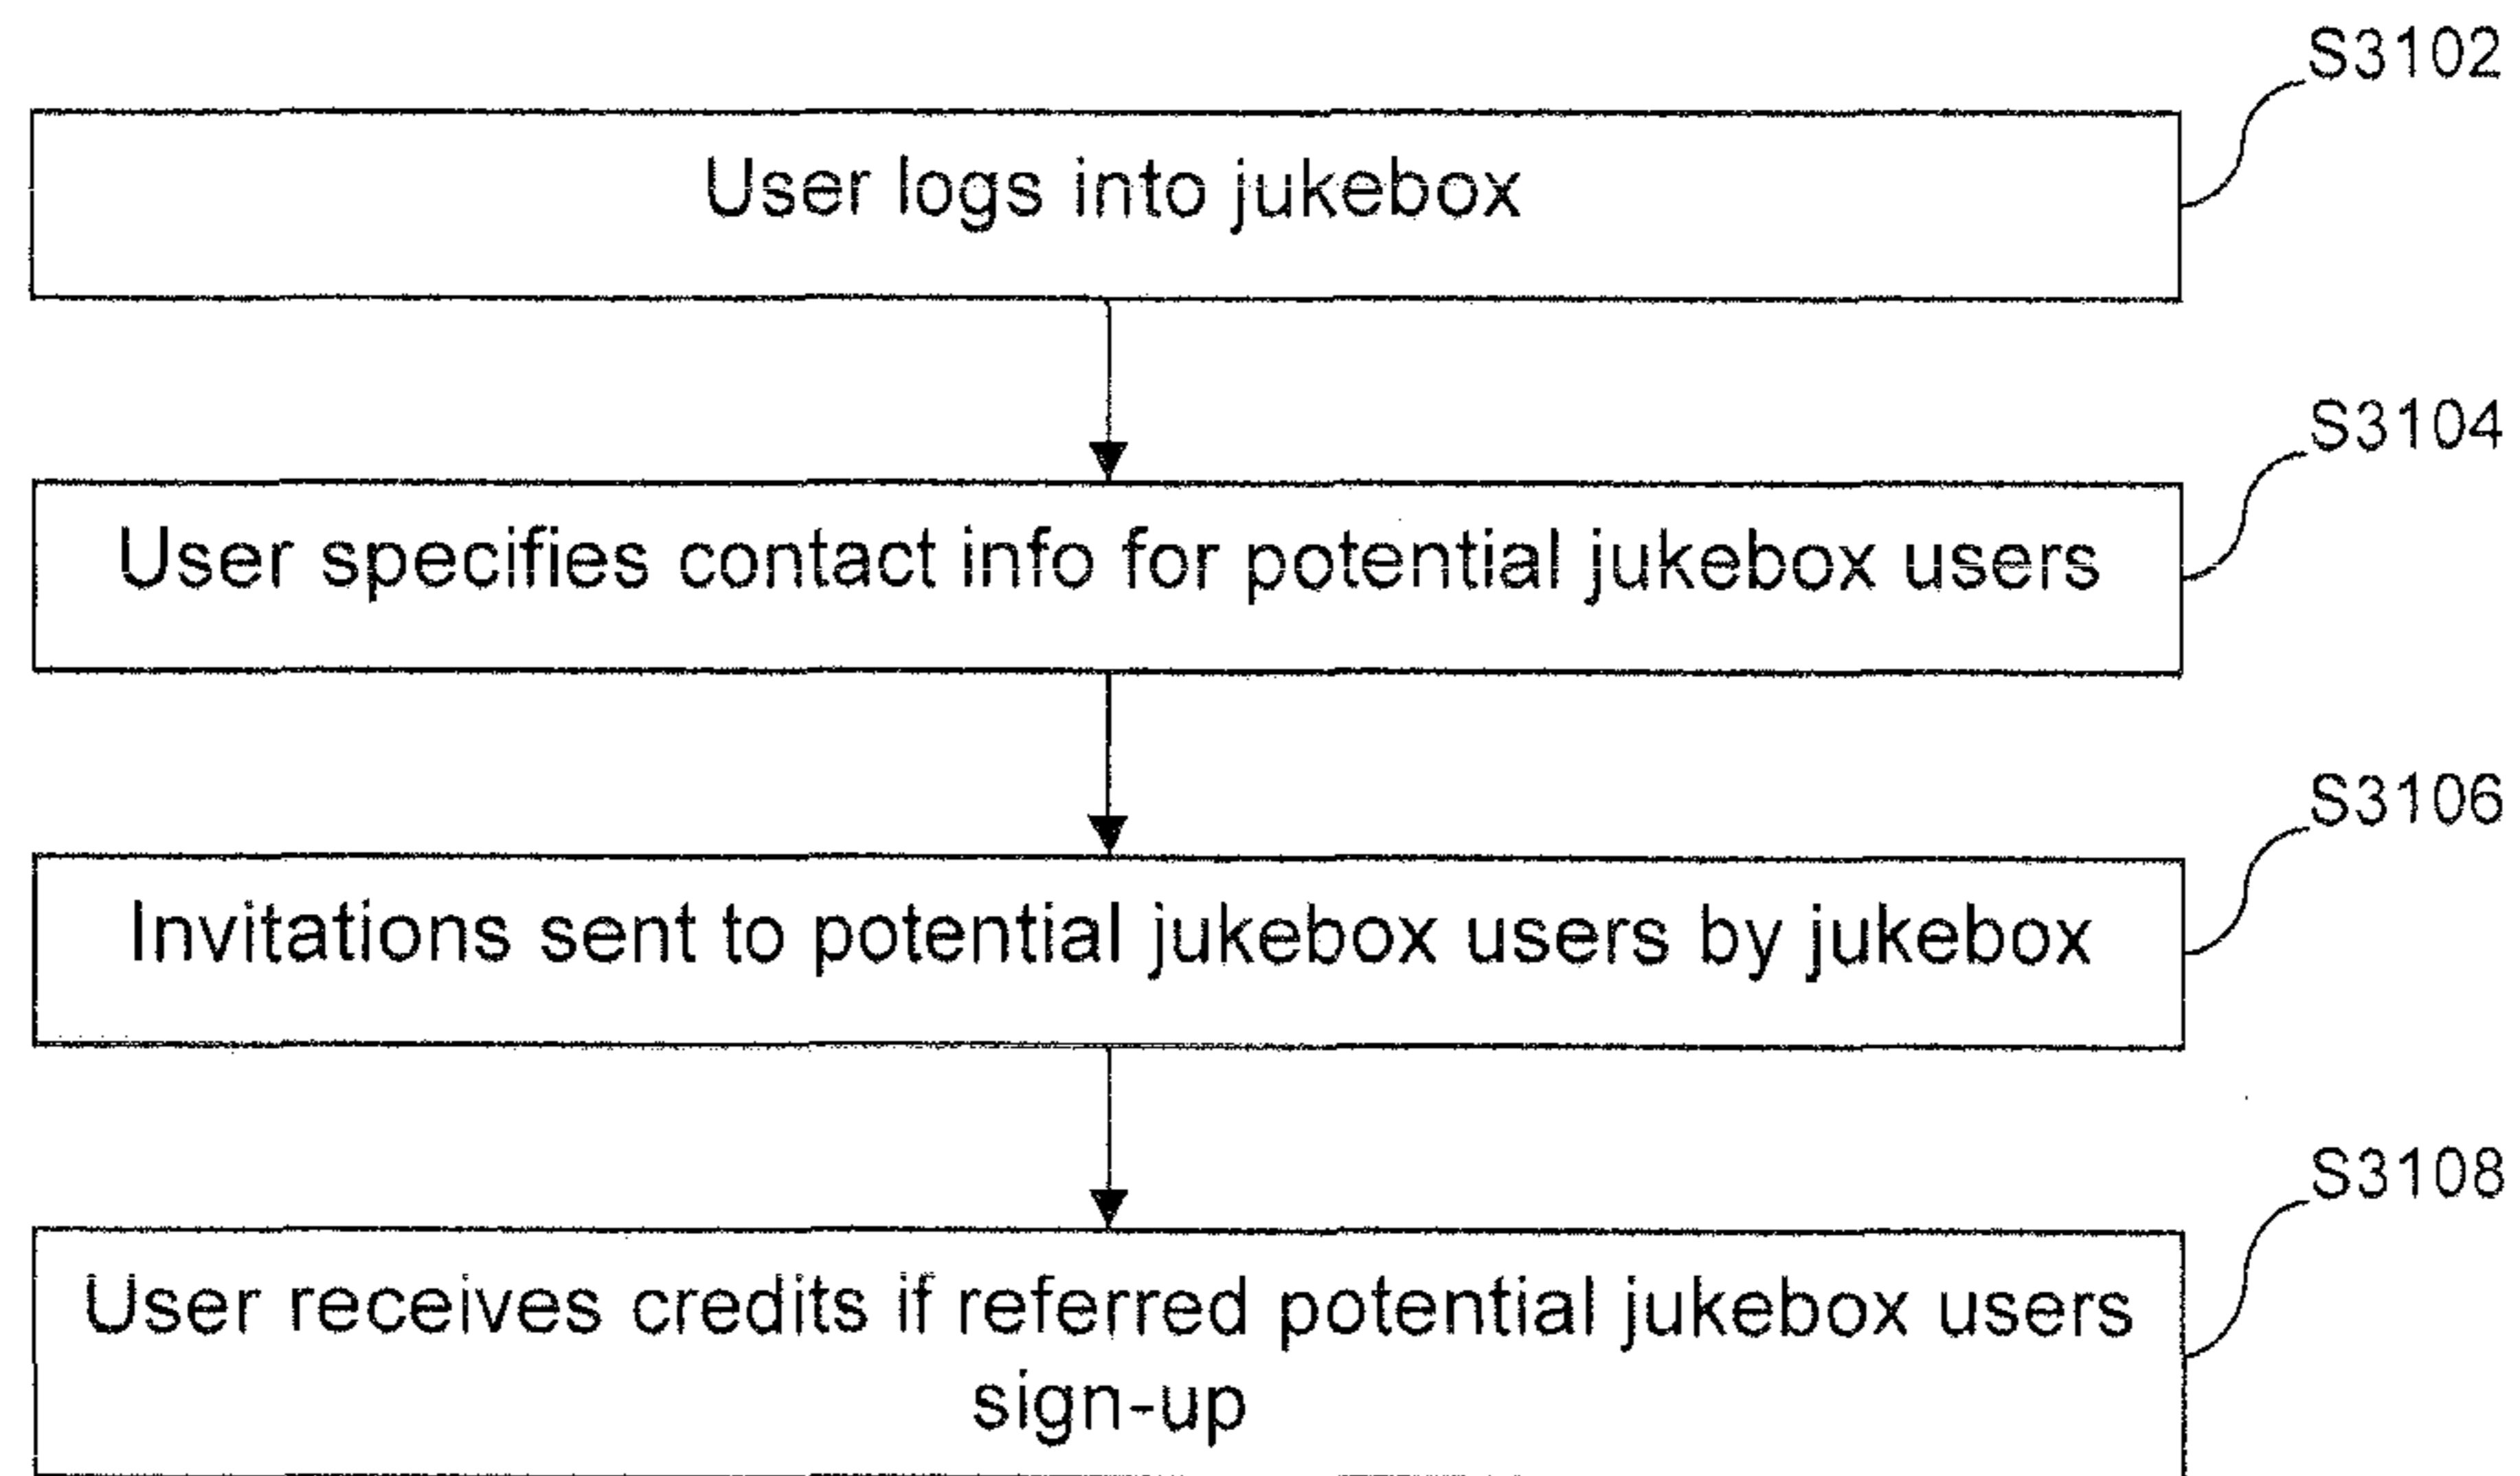 S3102
User logs into jukebox
S3104
User specifies contact info for potential jukebox users
S3106
Invitations sent to potential jukebox users by jukebox
S3108
User receives credits if referred potential jukebox users
sign-up